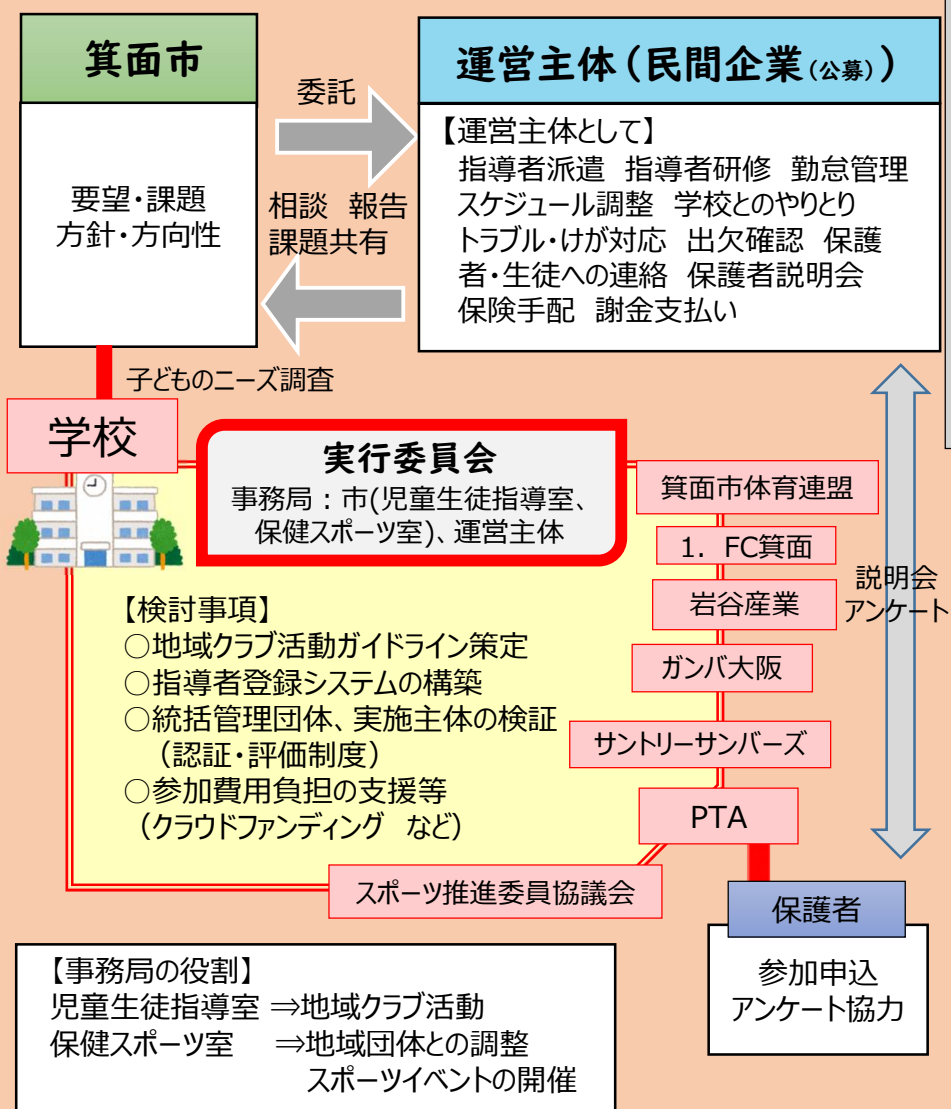 箕面市
要望・課題
方針・方向性
委託
相談 報告
課題共有
運営主体(民間企業(公募))
【運営主体として】
指導者派遣 指導者研修 勤怠管理
スケジュール調整 学校とのやりとり
トラブル・けが対応 出欠確認 保護
者・生徒への連絡 保護者説明会
保険手配 謝金支払い
子どものニーズ調査
学校
実行委員会
事務局:市(児童生徒指導室、
保健スポーツ室)、運営主体
【検討事項】
○地域クラブ活動ガイドライン策定
○指導者登録システムの構築
○統括管理団体、実施主体の検証
(認証・評価制度)
○参加費用負担の支援等
(クラウドファンディング など)
箕面市体育連盟
1. FC箕面
岩谷産業
ガンバ大阪
サントリーサンバーズ
PTA
スポーツ推進委員協議会
説明会
アンケート
保護者
参加申込
アンケート協力
【事務局の役割】
児童生徒指導室 ⇒地域クラブ活動
保健スポーツ室 ⇒地域団体との調整
スポーツイベントの開催